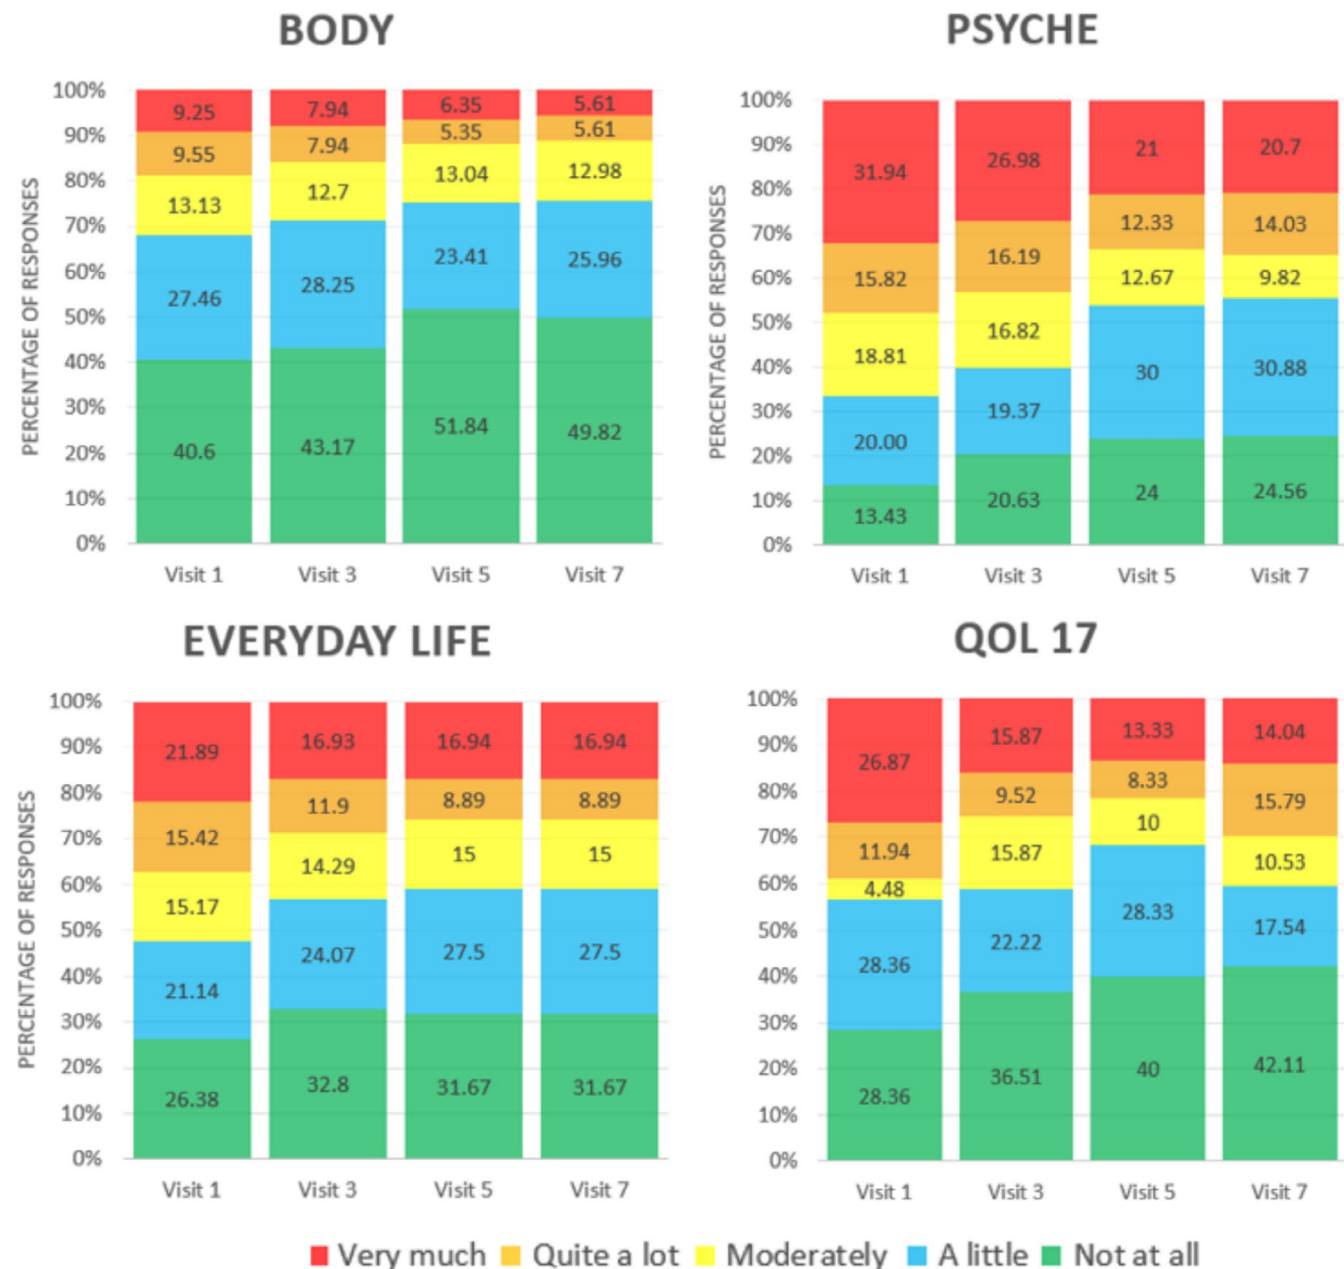 BODY
PERCENTAGE OF RESPONSES
100%
90%
80%
70%
60%
50%
40%
30%
20%
10%
0%
9.25 7.94 6.35 5.61
9.55 7.94 5.35 5.61
13.13 12.7 13.04 12.98
27.46 28.25 23.41 25.96
40.6 43.17 51.84 49.82
Visit 1 Visit 3 Visit 5 Visit 7
PSYCHE
PERCENTAGE OF RESPONSES
100%
90%
80%
70%
60%
50%
40%
30%
20%
10%
0%
31.94 26.98 21 20.7
15.82 16.19 12.33 14.03
18.81 16.82 12.67 9.82
20.00 19.37 30 30.88
13.43 20.63 24 24.56
Visit 1 Visit 3 Visit 5 Visit 7
EVERYDAY LIFE
PERCENTAGE OF RESPONSES
100%
90%
80%
70%
60%
50%
40%
30%
20%
10%
0%
21.89 16.93 16.94 16.94
15.42 11.9 8.89 8.89
15.17 14.29 15 15
21.14 24.07 27.5 27.5
26.38 32.8 31.67 31.67
Visit 1 Visit 3 Visit 5 Visit 7
QOL 17
100%
90%
80%
70%
60%
50%
40%
30%
20%
10%
0%
26.87 15.87 13.33 14.04
11.94 9.52 8.33 15.79
4.48 15.87 10 10.53
28.36 22.22 28.33 17.54
28.36 36.51 40 42.11
Visit 1 Visit 3 Visit 5 Visit 7
Very much Quite a lot Moderately A little Not at all